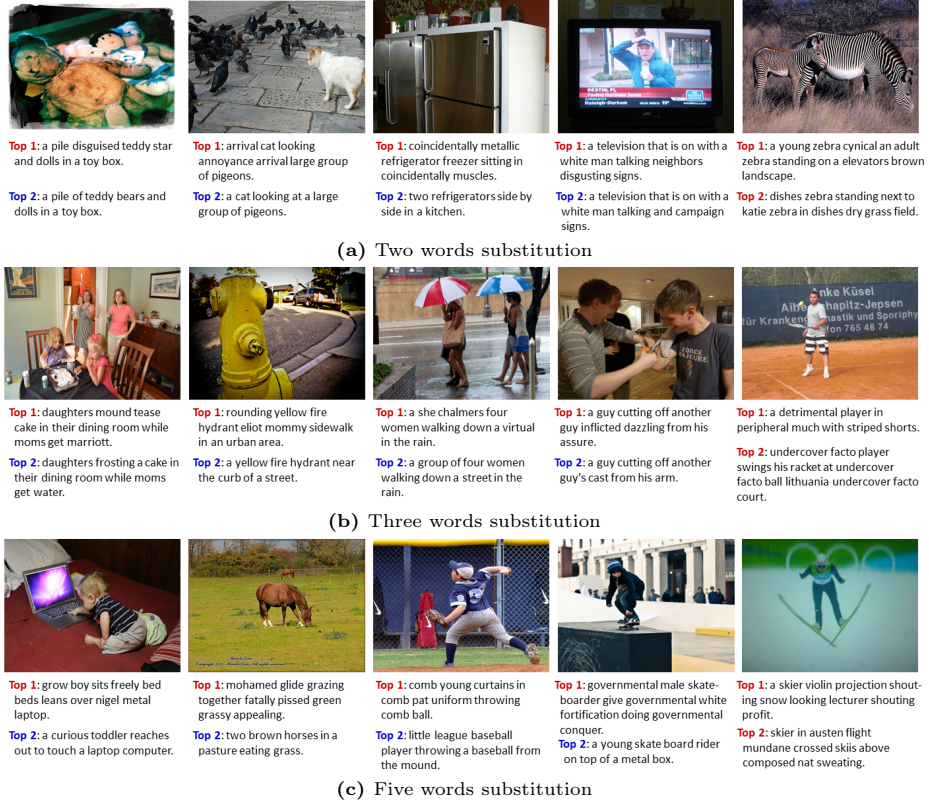 DESTIN, FL
Raleigh-Durham
Top 1: a pile disguised teddy star
and dolls in a toy box.
Top 2: a pile of teddy bears and
dolls in a toy box.
Top 1: arrival cat looking
annoyance arrival large group
of pigeons.
Top 2: a cat looking at a large
group of pigeons.
Top 1: coincidentally metallic
refrigerator freezer sitting in
coincidentally muscles.
Top 2: two refrigerators side by
side in a kitchen.
Top 1: a television that is on with a
white man talking neighbors
disgusting signs.
Top 2: a television that is on with a
white man talking and campaign
signs.
Top 1: a young zebra cynical an adult
zebra standing on a elevators brown
landscape.
Top 2: dishes zebra standing next to
katie zebra in dishes dry grass field.
(a) Two words substitution
FORCE
MAJEURE
Anke Küsel
für Kranken
765 48 74
Top 1: daughters mound tease
cake in their dining room while
moms get marriott.
Top 2: daughters frosting a cake in
their dining room while moms
get water.
Top 1: rounding yellow fire
hydrant eliot mommy sidewalk
in an urban area.
Top 2: a yellow fire hydrant near
the curb of a street.
Top 1: a she chalmers four
women walking down a virtual
in the rain.
Top 2: a group of four women
walking down a street in the
rain.
Top 1: a guy cutting off another
guy inflicted dazzling from his
assure.
Top 2: a guy cutting off another
guy's cast from his arm.
Top 1: a detrimental player in
peripheral much with striped shorts.
Top 2: undercover facto player
swings his racket at undercover
facto ball lithuania undercover facto
court.
(b) Three words substitution
Top 1: grow boy sits freely bed
beds leans over nigel metal
laptop.
Top 2: a curious toddler reaches
out to touch a laptop computer.
Top 1: mohamed glide grazing
together fatally pissed green
grassy appealing.
Top 2: two brown horses in a
pasture eating grass.
Top 1: comb young curtains in
comb pat uniform throwing
comb ball.
Top 2: little league baseball
player throwing a baseball from
the mound.
Top 1: governmental male skate-
boarder give governmental white
fortification doing governmental
conquer.
Top 2: a young skate board rider
on top of a metal box.
Top 1: a skier violin projection shout-
ing snow looking lecturer shouting
profit.
Top 2: skier in austen flight
mundane crossed skiis above
composed nat sweating.
(c) Five words substitution